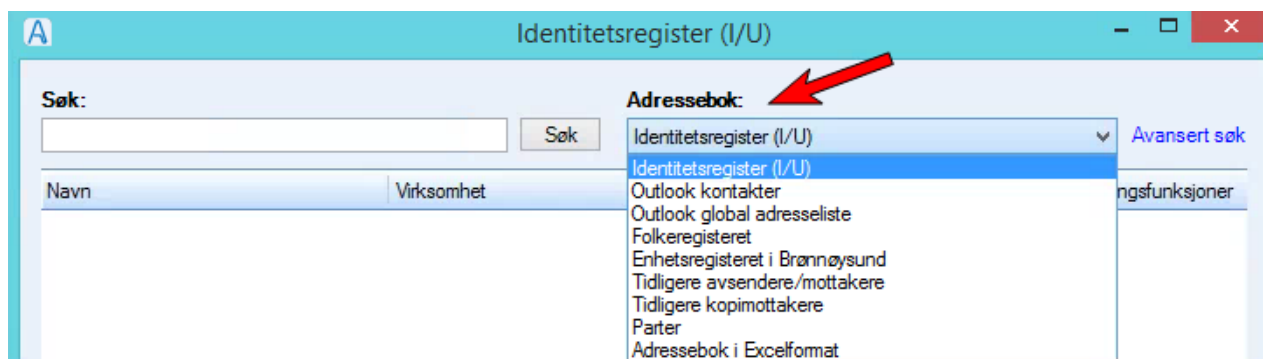 A Identitetsregister (I/U)
Søk: Adressebok:
Søk Identitetsregister (I/U) Avansert søk
Navn Virksomhet ngsfunksjoner
Identitetsregister (I/U)
Outlook kontakter
Outlook global adresseliste
Folkeregisteret
Enhetsregisteret i Brønnøysund
Tidligere avsendere/mottakere
Tidligere kopimottakere
Parter
Adressebok i Excelformat